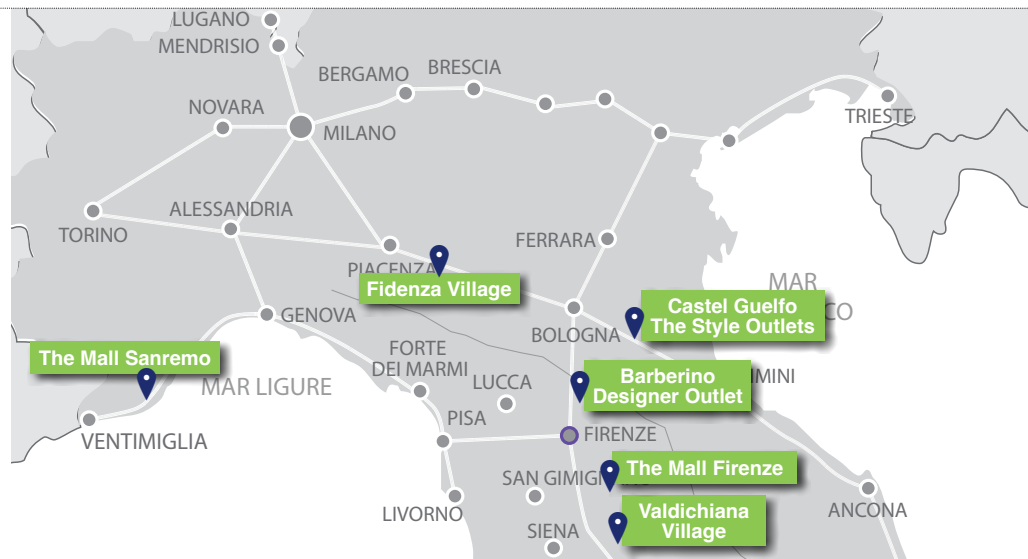 LUGANO
MENDRISIO
BERGAMO
BRESCIA
NOVARA
MILANO
TRIESTE
ALESSANDRIA
TORINO
FERRARA
PIACENZA
Fidenza Village
MAR
CO
Castel Guelfo
The Style Outlets
GENOVA
BOLOGNA
The Mall Sanremo
FORTE
DEI MARMI
MAR LIGURE
LUCCA
Barberino
Designer Outlet
IMINI
PISA
FIRENZE
VENTIMIGLIA
The Mall Firenze
SAN GIMIG
LIVORNO
Valdichiana
Village
ANCONA
SIENA